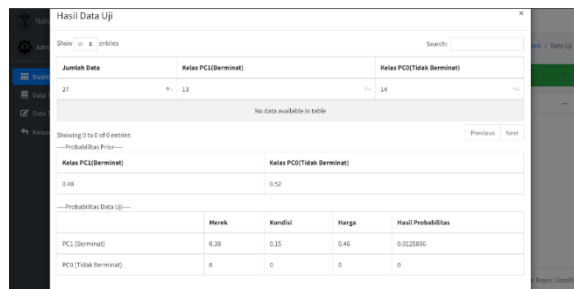 Hasil Data Uji
×
Show 10 entries
Search:
Jumlah Data Kelas PC1(Berminat) Kelas PC0(Tidak Berminat)
27 13 14
No data available in table
Showing 0 to 0 of 0 entries
Previous Next
----Probabilitas Prior----
Kelas PC1(Berminat) Kelas PC0(Tidak Berminat)
0.48 0.52
----Probabilitas Data Uji----
Merek Kondisi Harga Hasil Probabilitas
PC1 (Berminat) 0.38 0.15 0.46 0.0125856
PC0 (Tidak Berminat) 0 0 0 0
Data Uji